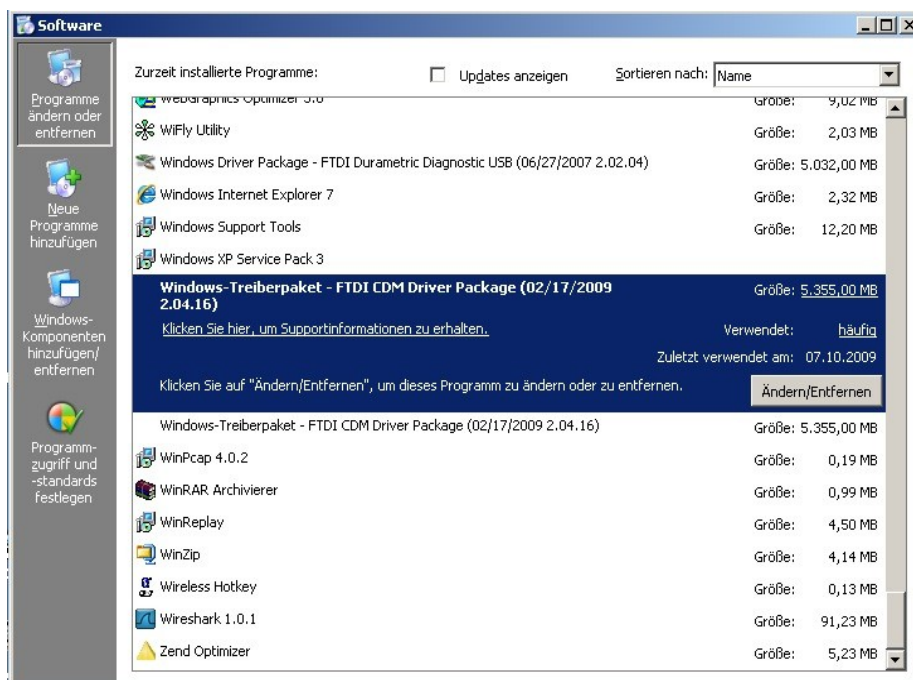 Software
Programme
ändern oder
entfernen
Neue
Programme
hinzufügen
Windows-
Komponenten
hinzufügen/
entfernen
Programm-
zugriff und
-standards
festlegen
Zurzeit installierte Programme:
Updates anzeigen
Sortieren nach: Name
WebGraphics Optimizer 5.0 Größe: 9,02 MB
WiFly Utility Größe: 2,03 MB
Windows Driver Package - FTDI Durametric Diagnostic USB (06/27/2007 2.02.04) Größe: 5.032,00 MB
Windows Internet Explorer 7 Größe: 2,32 MB
Windows Support Tools Größe: 12,20 MB
Windows XP Service Pack 3
Windows-Treiberpaket - FTDI CDM Driver Package (02/17/2009 Größe: 5.355,00 MB
2.04.16)
Klicken Sie hier, um Supportinformationen zu erhalten. Verwendet: häufig
Zuletzt verwendet am: 07.10.2009
Klicken Sie auf "Ändern/Entfernen", um dieses Programm zu ändern oder zu entfernen. Ändern/Entfernen
Windows-Treiberpaket - FTDI CDM Driver Package (02/17/2009 2.04.16) Größe: 5.355,00 MB
WinPcap 4.0.2 Größe: 0,19 MB
WinRAR Archivierer Größe: 0,99 MB
WinReplay Größe: 4,50 MB
WinZip Größe: 4,14 MB
Wireless Hotkey Größe: 0,13 MB
Wireshark 1.0.1 Größe: 91,23 MB
Zend Optimizer Größe: 5,23 MB